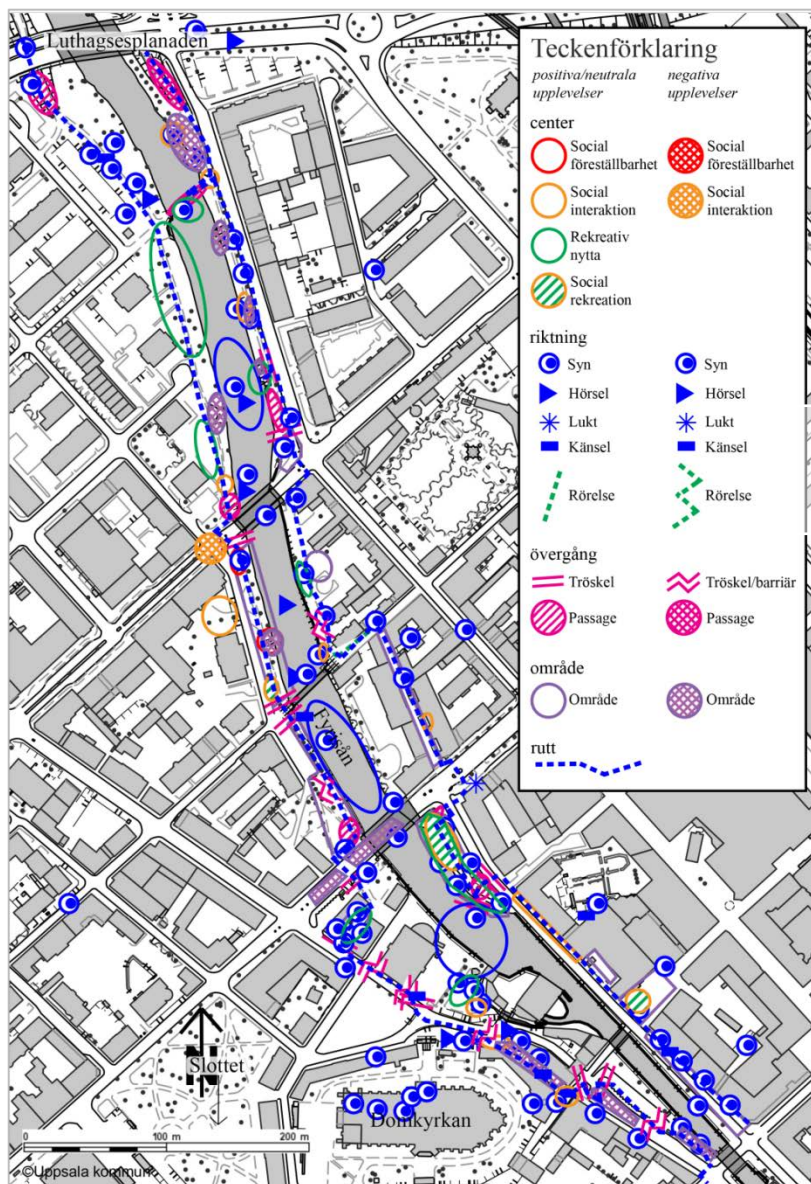 Luthagsesplanaden
Teckenförklaring
positiva/neutrala
upplevelser
negativa
upplevelser
center
Social
föreställbarhet
Social
föreställbarhet
Social
interaktion
Social
interaktion
Rekreativ
nytta
Social
rekreation
riktning
Syn
Syn
Hörsel
Hörsel
Lukt
Lukt
Känsel
Känsel
Rörelse
Rörelse
övergång
Tröskel
Tröskel/barriär
Passage
Passage
område
Område
Område
rutt
Fyrisån
N
Slottet
Domkyrkan
0
100 m
200 m
©Uppsala kommun